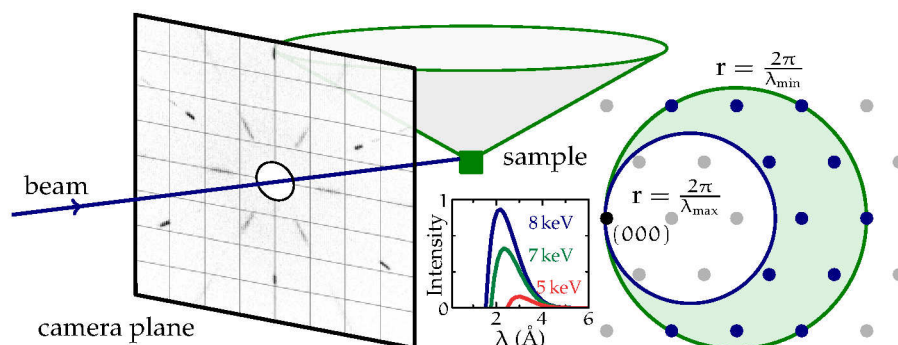 beam
camera plane
sample
Intensity
1
0
8 keV
7 keV
5 keV
2 4 6
λ (Å)
r = 2π/λmin
r = 2π/λmax
(000)